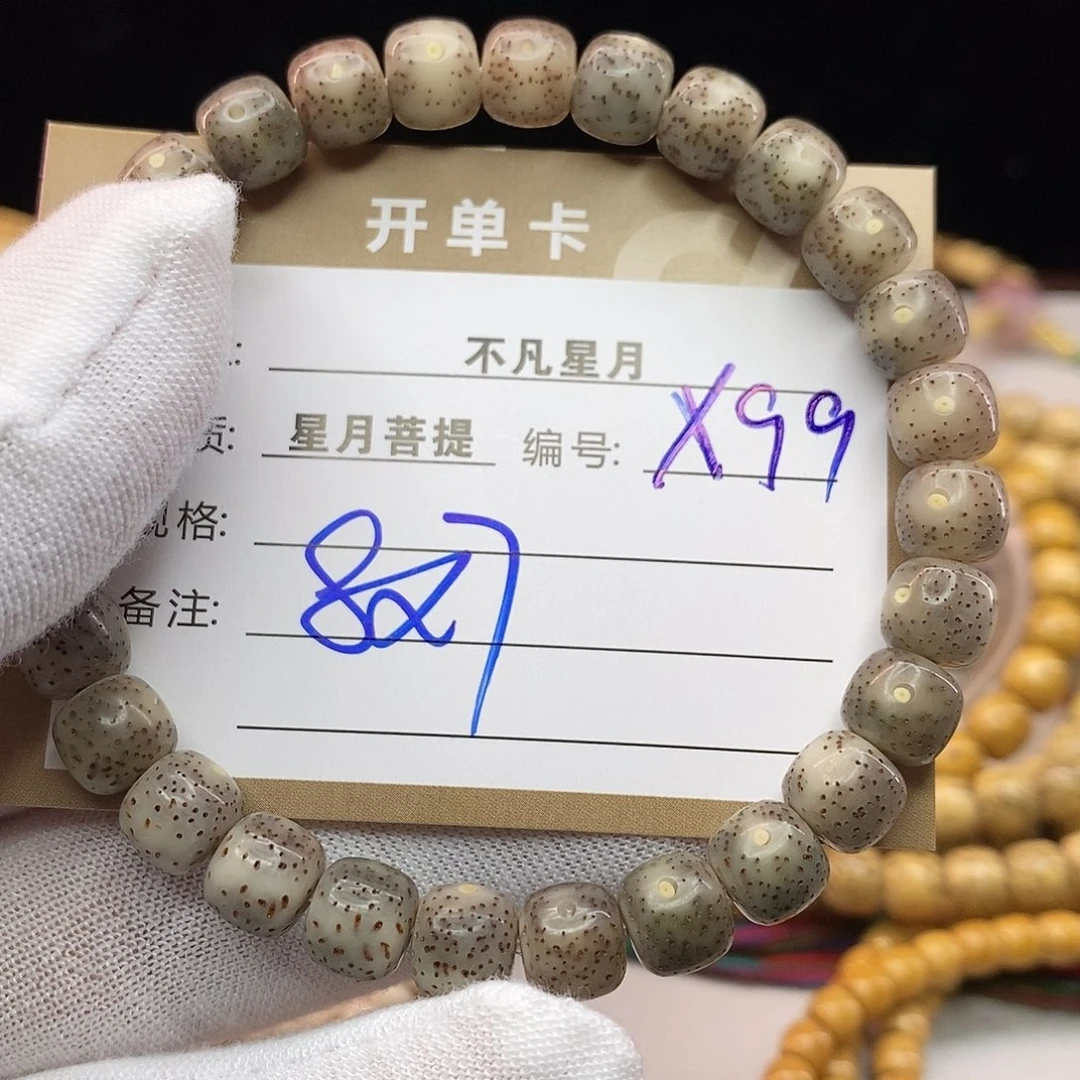 开单卡
: 不凡星月
质: 星月菩提 编号: X99
规格: 8x7
备注: